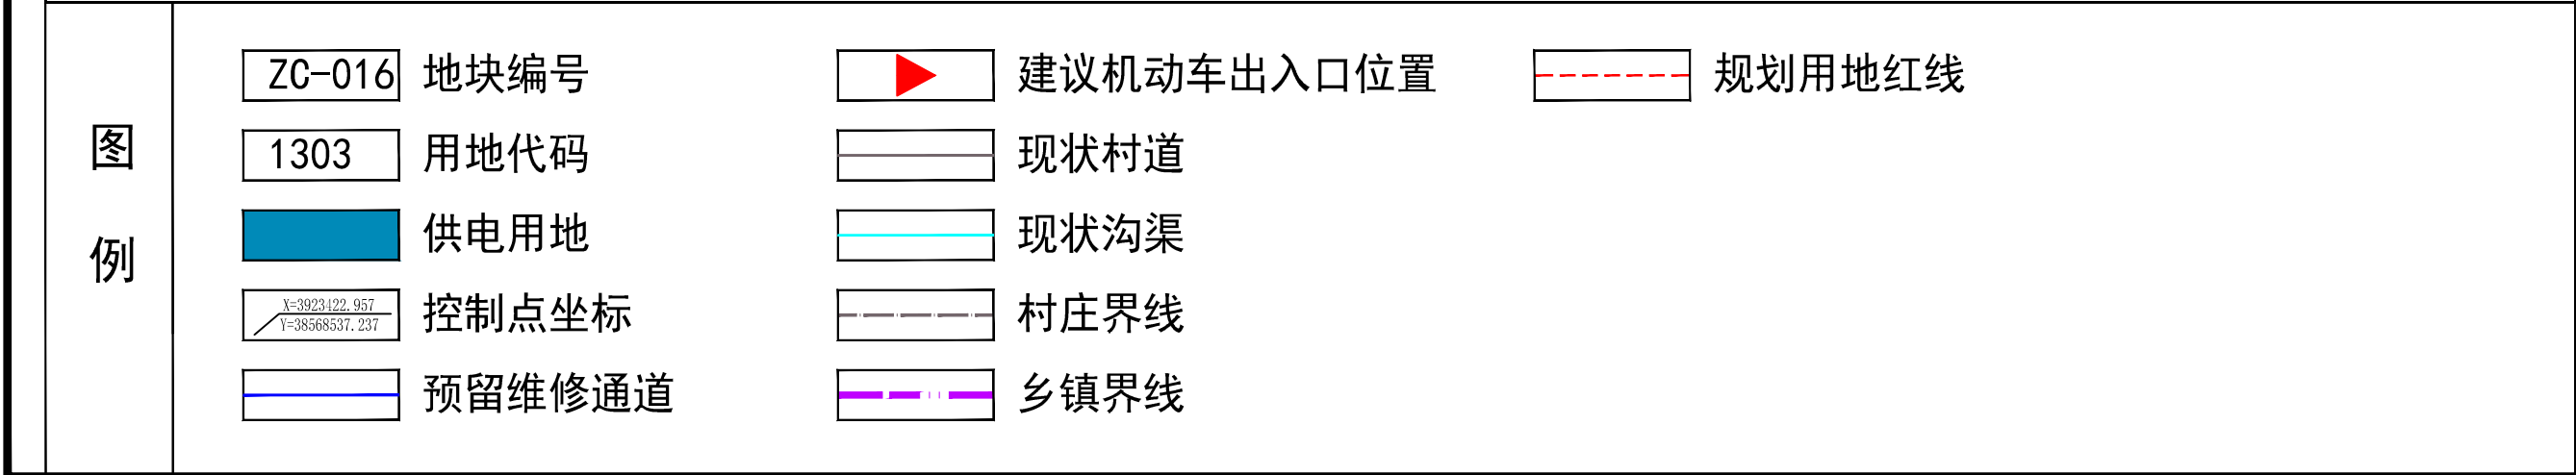 图例
ZC-016 地块编号
1303 用地代码
供电用地
X=3923422.957
Y=38568537.237
控制点坐标
预留维修通道
建议机动车出入口位置
现状村道
现状沟渠
村庄界线
乡镇界线
规划用地红线